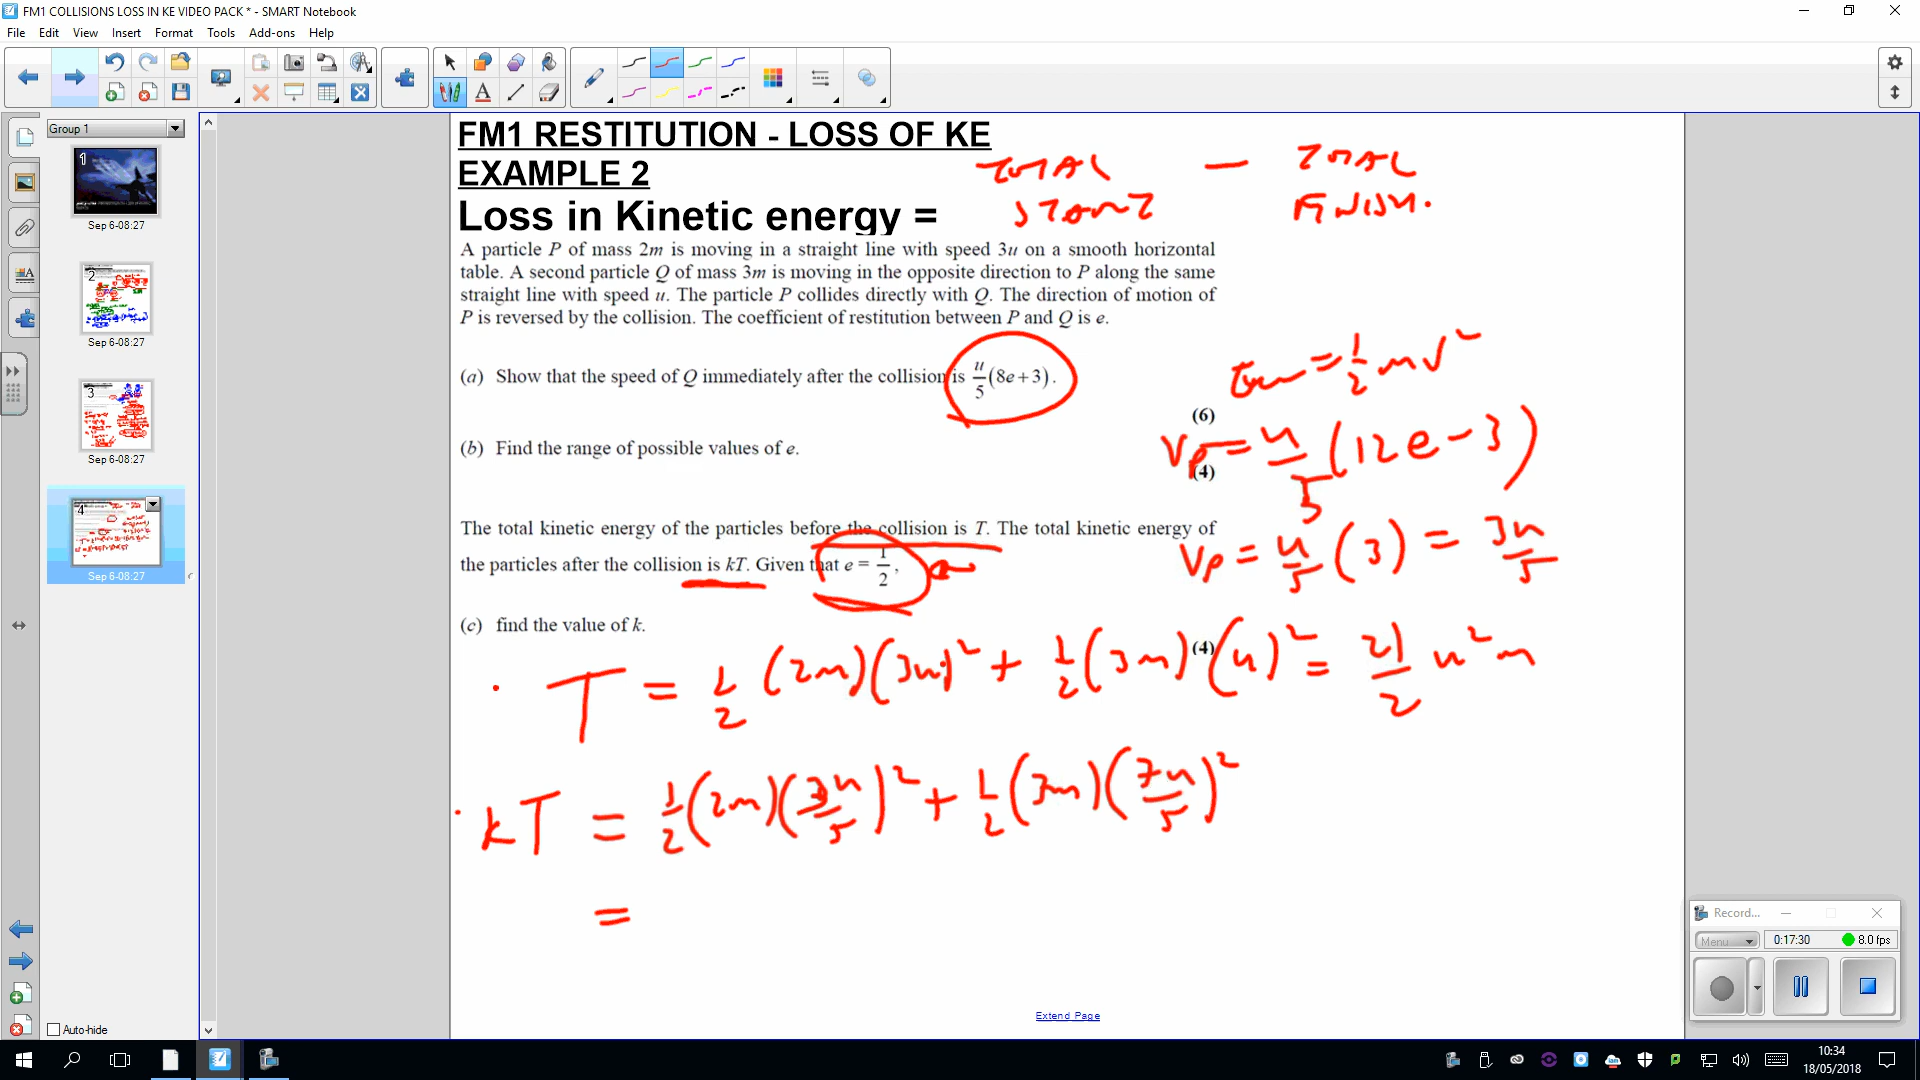 FM1 COLLISIONS LOSS IN KE VIDEO PACK * - SMART Notebook
File Edit View Insert Format Tools Add-ons Help
Group 1
1
Sep 6-08:27
2
Sep 6-08:27
3
Sep 6-08:27
4
Sep 6-08:27
Auto-hide
FM1 RESTITUTION - LOSS OF KE
EXAMPLE 2
Loss in Kinetic energy =
TOTAL START — TOTAL FINISH.
A particle P of mass 2m is moving in a straight line with speed 3u on a smooth horizontal
table. A second particle Q of mass 3m is moving in the opposite direction to P along the same
straight line with speed u. The particle P collides directly with Q. The direction of motion of
P is reversed by the collision. The coefficient of restitution between P and Q is e.
(a) Show that the speed of Q immediately after the collision is u/5 (8e+3).
(6)
= 1/2 mv²
(b) Find the range of possible values of e.
(4)
Vp = u/5 (12e - 3)
The total kinetic energy of the particles before the collision is T. The total kinetic energy of
the particles after the collision is kT. Given that e = 1/2,
Vp = u/5 (3) = 3u/5
(c) find the value of k.
(4)
T = 1/2 (2m)(3u)² + 1/2 (3m)(u)² = 21/2 u²m
kT = 1/2 (2m)(3u/5)² + 1/2 (3m)(7u/5)²
=
Extend Page
Record...
Menu 0:17:30 8.0 fps
10:34
18/05/2018